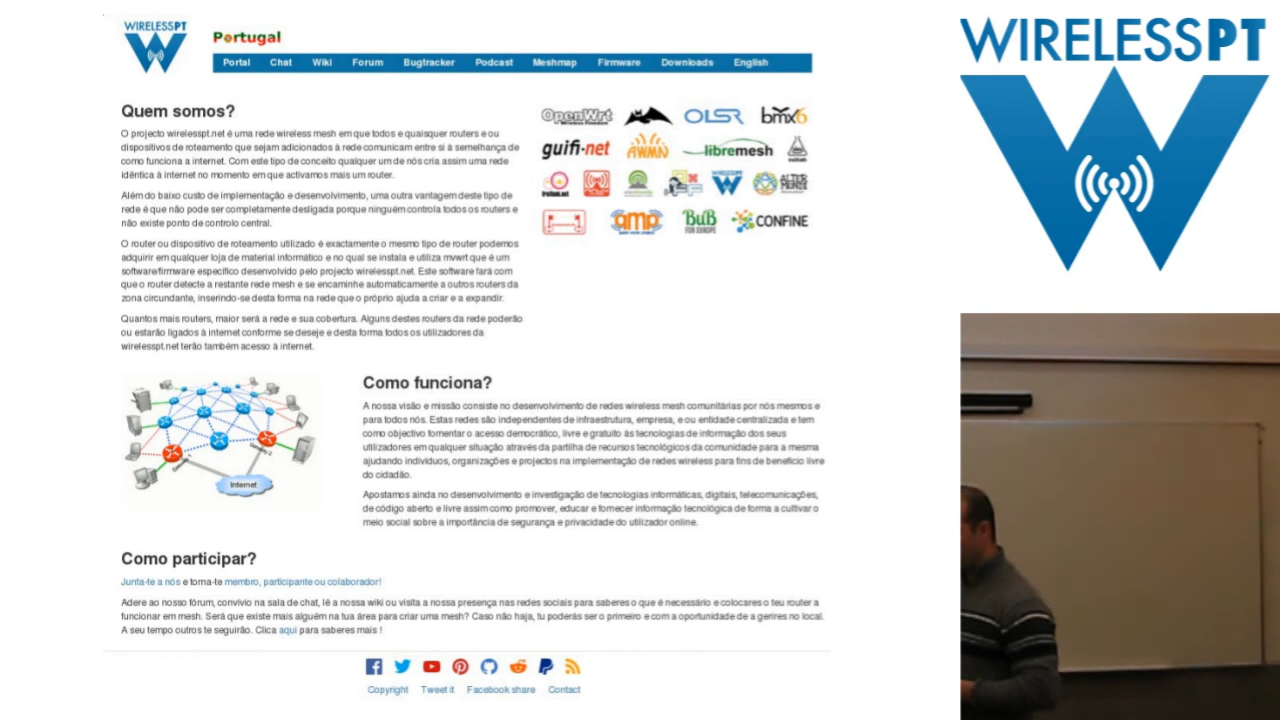 WIRELESSPT
Portugal
Portal Chat Wiki Forum Bugtracker Podcast Meshmap Firmware Downloads English
Quem somos?
O projecto wirelesspt.net é uma rede wireless mesh em que todos e quaisquer routers e ou
dispositivos de roteamento que sejam adicionados à rede comunicam entre si à semelhança de
como funciona a internet. Com este tipo de conceito qualquer um de nós cria assim uma rede
idêntica à internet no momento em que activamos mais um router.
Além do baixo custo de implementação e desenvolvimento, uma outra vantagem deste tipo de
rede é que não pode ser completamente desligada porque ninguém controla todos os routers e
não existe ponto de controlo central.
O router ou dispositivo de roteamento utilizado é exactamente o mesmo tipo de router podemos
adquirir em qualquer loja de material informático e no qual se instala e utiliza mvwrt que é um
software/firmware específico desenvolvido pelo projecto wirelesspt.net. Este software fará com
que o router detecte a restante rede mesh e se encaminhe automaticamente a outros routers da
zona circundante, inserindo-se desta forma na rede que o próprio ajuda a criar e a expandir.
Quantos mais routers, maior será a rede e sua cobertura. Alguns destes routers da rede poderão
ou estarão ligados à internet conforme se deseje e desta forma todos os utilizadores da
wirelesspt.net terão também acesso à internet.
OpenWrt OLSR bmx6
Wireless Freedom
guifi·net AWMN libremesh
WIRELESSPT ALTER MUNDI
qmp BuB FOR EUROPE CONFINE
Internet
Como funciona?
A nossa visão e missão consiste no desenvolvimento de redes wireless mesh comunitárias por nós mesmos e
para todos nós. Estas redes são independentes de infraestrutura, empresa, e ou entidade centralizada e tem
como objectivo fomentar o acesso democrático, livre e gratuito às tecnologias de informação dos seus
utilizadores em qualquer situação através da partilha de recursos tecnológicos da comunidade para a mesma
ajudando indivíduos, organizações e projectos na implementação de redes wireless para fins de benefício livre
do cidadão.
Apostamos ainda no desenvolvimento e investigação de tecnologias informáticas, digitais, telecomunicações,
de código aberto e livre assim como promover, educar e fornecer informação tecnológica de forma a cultivar o
meio social sobre a importância de segurança e privacidade do utilizador online.
Como participar?
Junta-te a nós e torna-te membro, participante ou colaborador!
Adere ao nosso fórum, convívio na sala de chat, lê a nossa wiki ou visita a nossa presença nas redes sociais para saberes o que é necessário e colocares o teu router a
funcionar em mesh. Será que existe mais alguém na tua área para criar uma mesh? Caso não haja, tu poderás ser o primeiro e com a oportunidade de a gerires no local.
A seu tempo outros te seguirão. Clica aqui para saberes mais !
Copyright Tweet it Facebook share Contact
WIRELESSPT